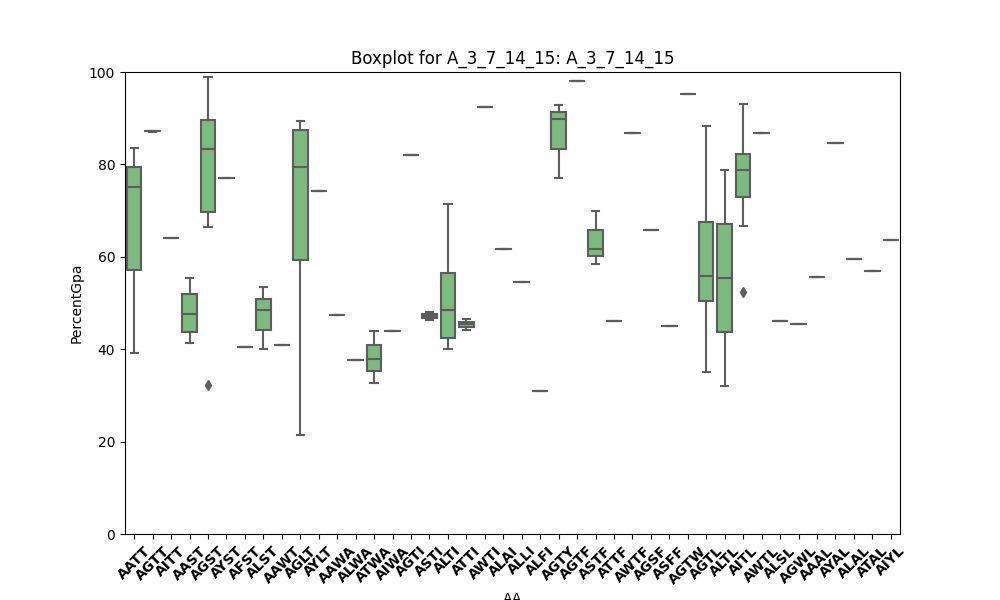 Boxplot for A_3_7_14_15: A_3_7_14_15
PercentGpa
100
80
60
40
20
0
AATT AGTT AITT AAST AGST AYST AFST ALST AAWT AGLT AYLT AAWA ALWA ATWA AIWA AGTI ASTI ALTI ATTI AWTI ALAI ALLI ALFI AGTY AGTF ASTF ATTF AWTF AGSF ASFF AGTW AGTL ALTL AITL AWTL ALSL AGWL AAAL AYAL ALAL ATAL AIYL
AA